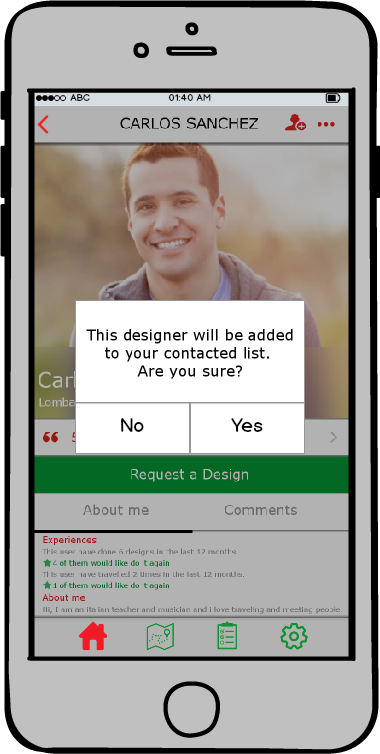 ABC 01:40 AM
CARLOS SANCHEZ
This designer will be added
to your contacted list.
Are you sure?
Carl
Lomba
No Yes
Request a Design
About me Comments
Experiences
This user have done 6 designs in the last 12 months
4 of them would like do it again
This user have travelled 2 times in the last 12 months.
1 of them would like do it again
About me
Hi, I am an italian teacher and musician and i love traveling and meeting people.